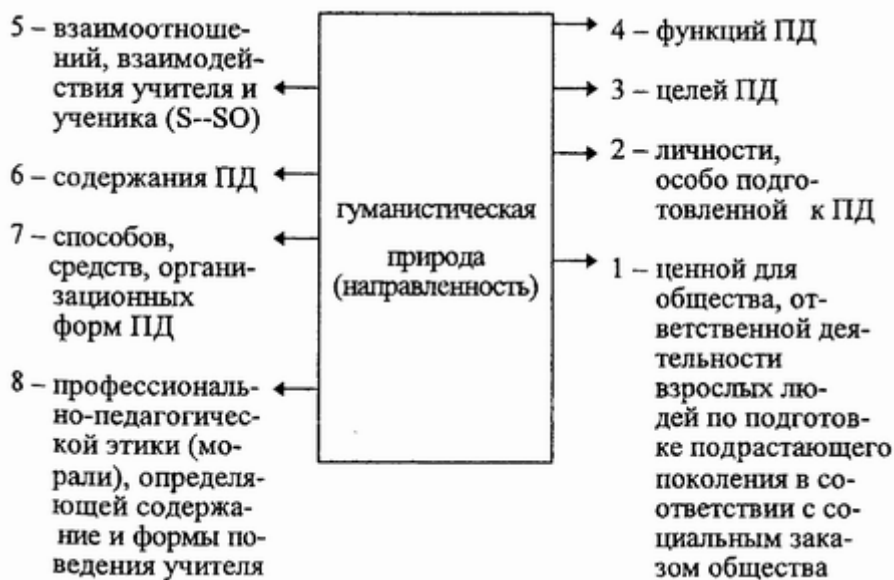 5 – взаимоотноше-
ний, взаимодей-
ствия учителя и
ученика (S--SO)
6 – содержания ПД
7 – способов,
средств, органи-
зационных
форм ПД
8 – профессиональ-
но-педагогичес-
кой этики (мо-
рали), определя-
ющей содержа-
ние и формы по-
ведения учителя
гуманистическая
природа
(направленность)
4 – функций ПД
3 – целей ПД
2 – личности,
особо подго-
товленной к ПД
1 – ценной для
общества, от-
ветственной дея-
тельности
взрослых лю-
дей по подготов-
ке подрастающего
поколения в со-
ответствии с со-
циальным зака-
зом общества